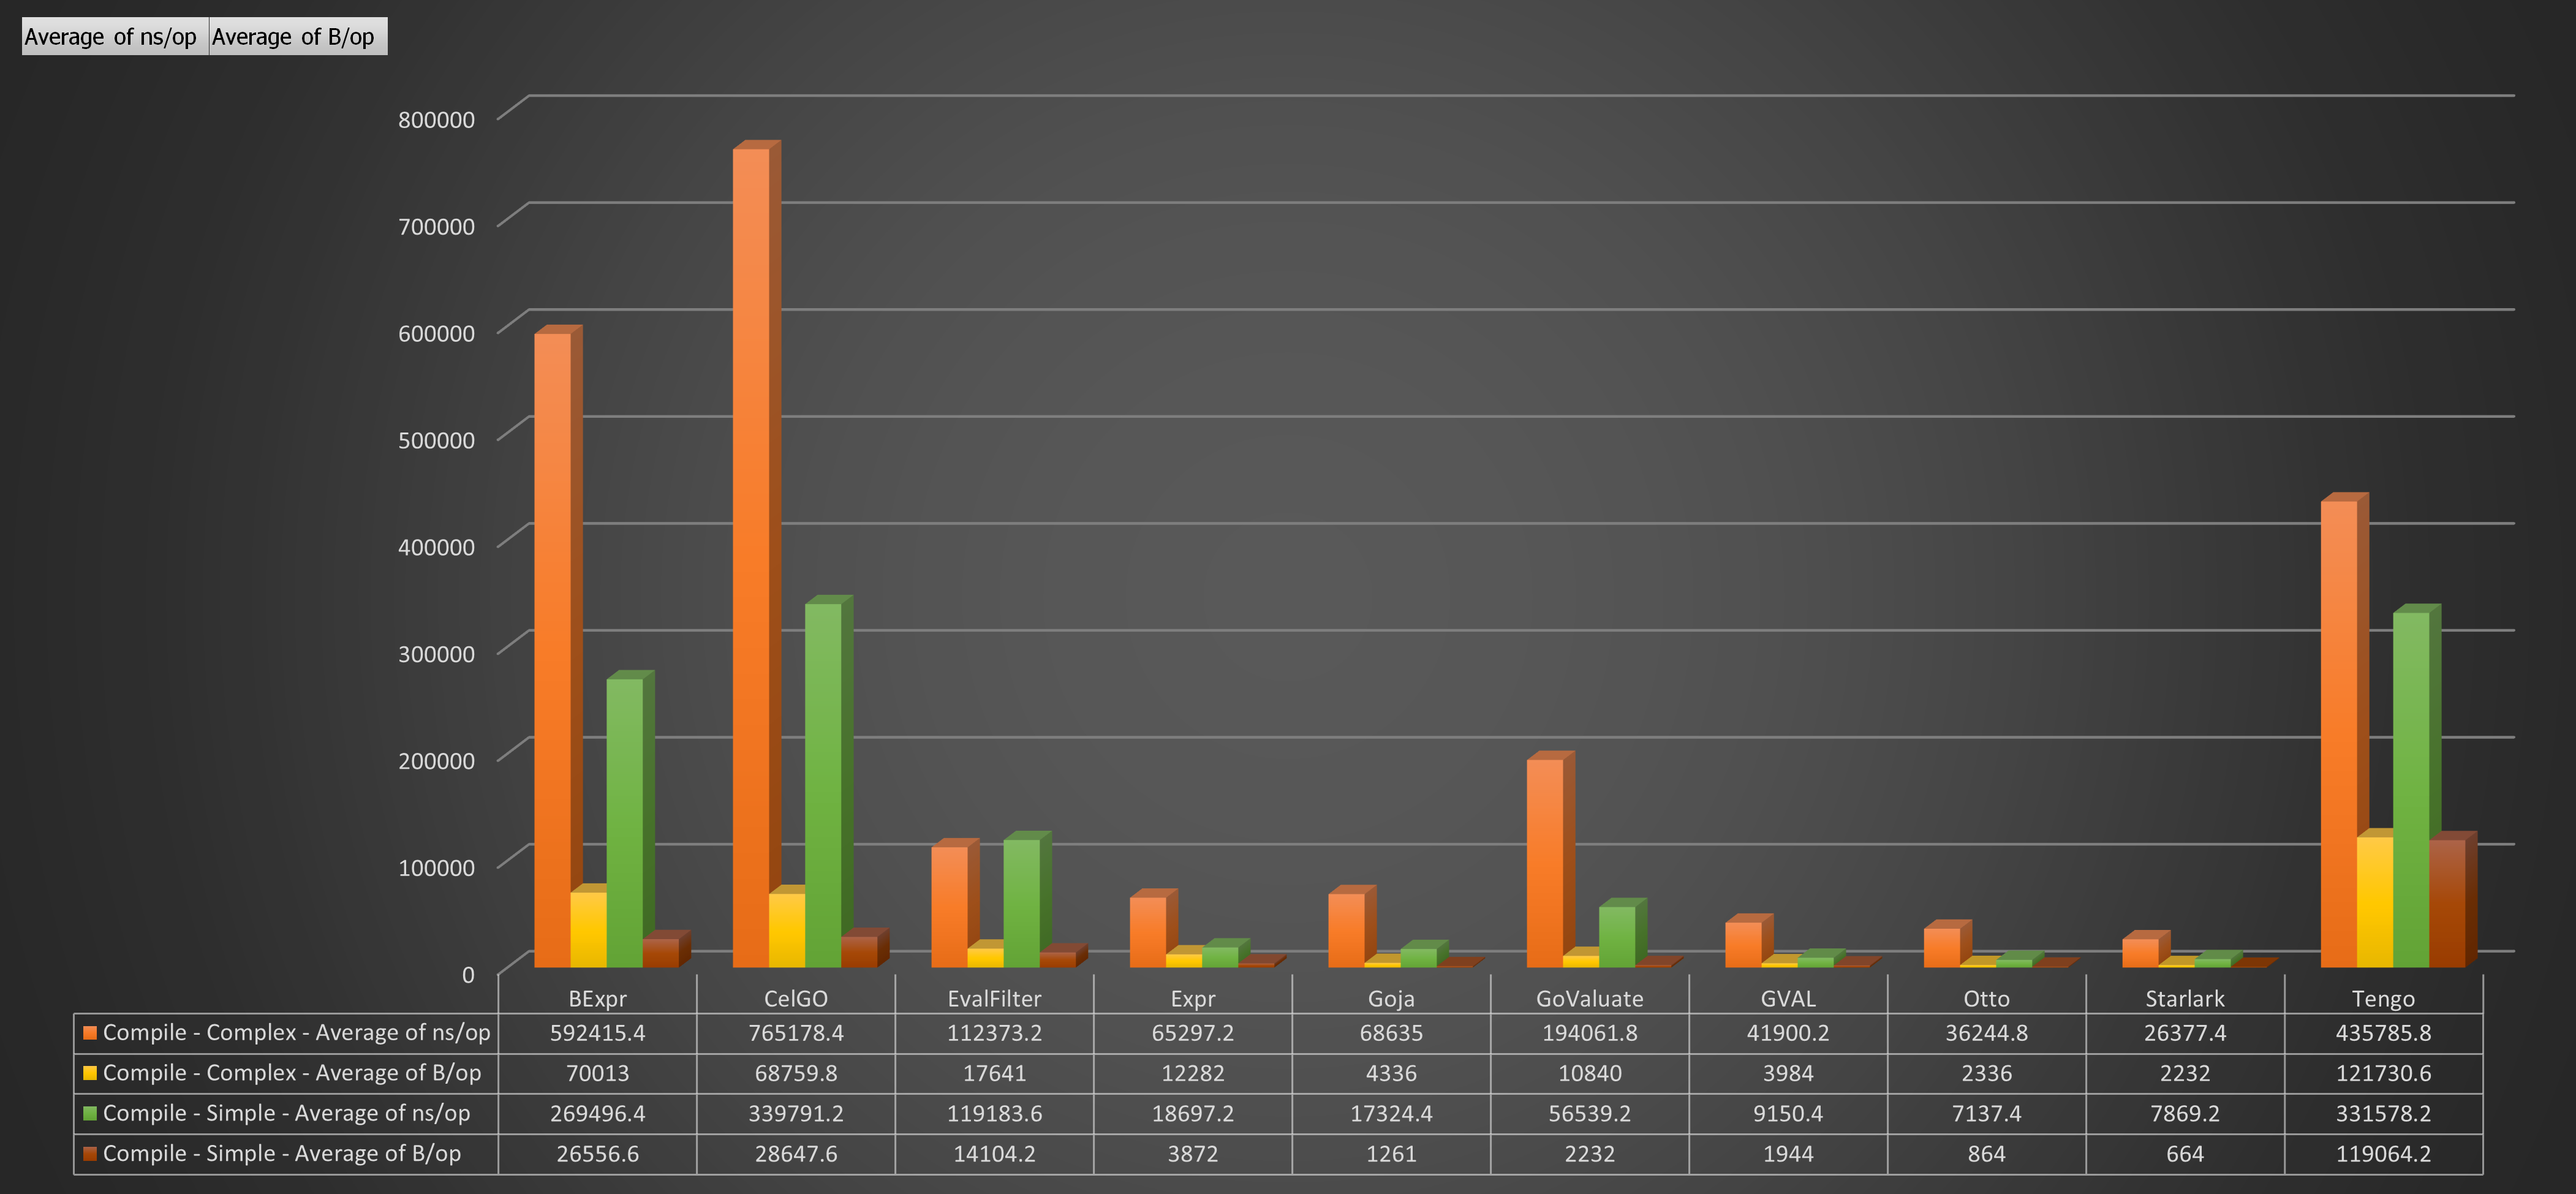 Average of ns/op Average of B/op
800000
700000
600000
500000
400000
300000
200000
100000
0
BExpr CelGO EvalFilter Expr Goja GoValuate GVAL Otto Starlark Tengo
Compile - Complex - Average of ns/op 592415.4 765178.4 112373.2 65297.2 68635 194061.8 41900.2 36244.8 26377.4 435785.8
Compile - Complex - Average of B/op 70013 68759.8 17641 12282 4336 10840 3984 2336 2232 121730.6
Compile - Simple - Average of ns/op 269496.4 339791.2 119183.6 18697.2 17324.4 56539.2 9150.4 7137.4 7869.2 331578.2
Compile - Simple - Average of B/op 26556.6 28647.6 14104.2 3872 1261 2232 1944 864 664 119064.2